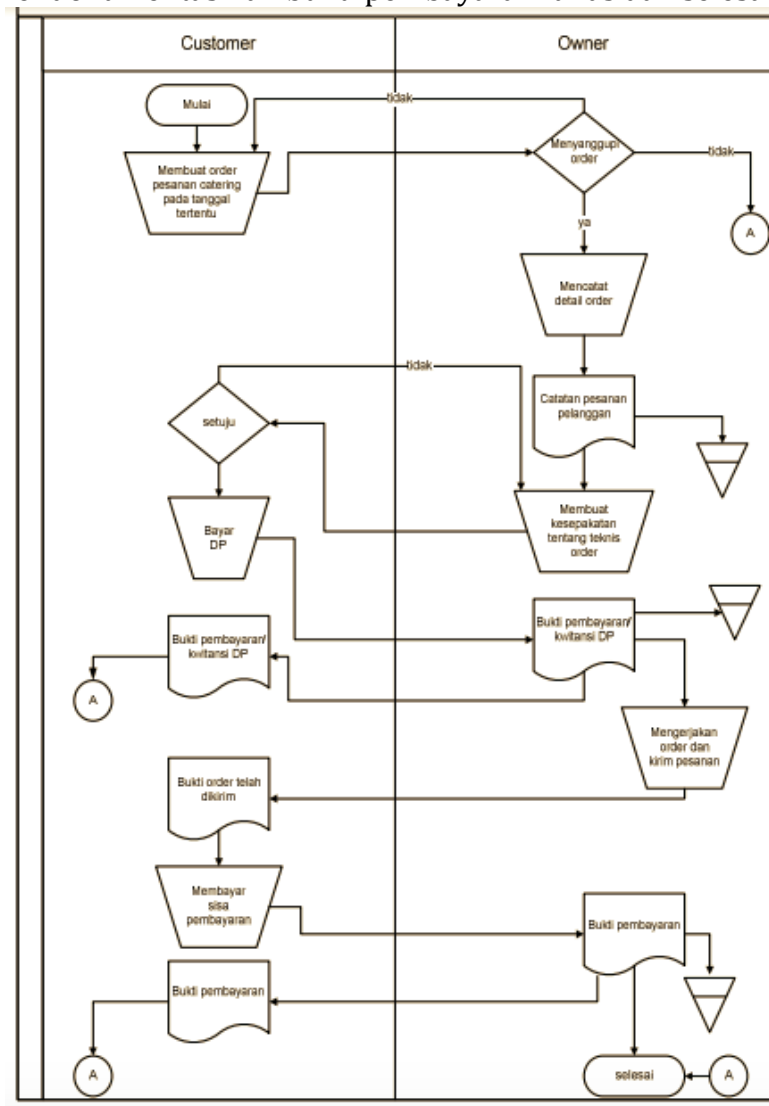 Customer
Owner
Mulai
tidak
Menyanggupi
order
tidak
Membuat order
pesanan catering
pada tanggal
tertentu
ya
A
Mencatat
detail order
tidak
setuju
Catatan pesanan
pelanggan
Bayar
DP
Membuat
kesepakatan
tentang teknis
order
Bukti pembayaran/
kwitansi DP
Bukti pembayaran/
kwitansi DP
A
Mengerjakan
order dan
kirim pesanan
Bukti order telah
dikirim
Membayar
sisa
pembayaran
Bukti pembayaran
Bukti pembayaran
A
selesai
A